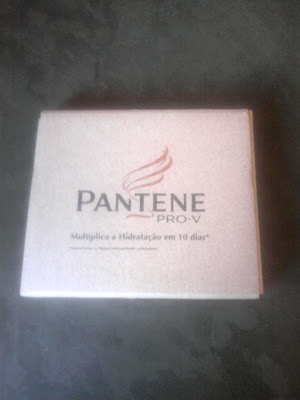 PANTENE
PRO-V
Multiplica a Hidratação em 10 dias*